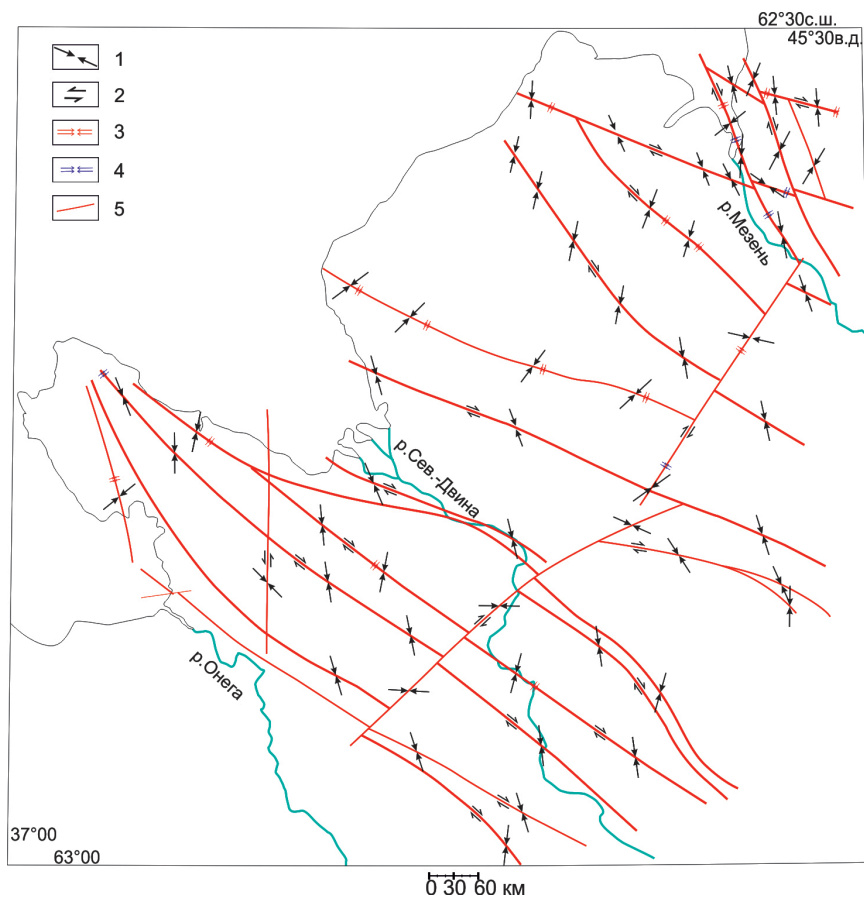 62°30с.ш.
45°30в.д.
1
2
3
4
5
р.Мезень
р.Сев.-Двина
р.Онега
37°00
63°00
0 30 60 км